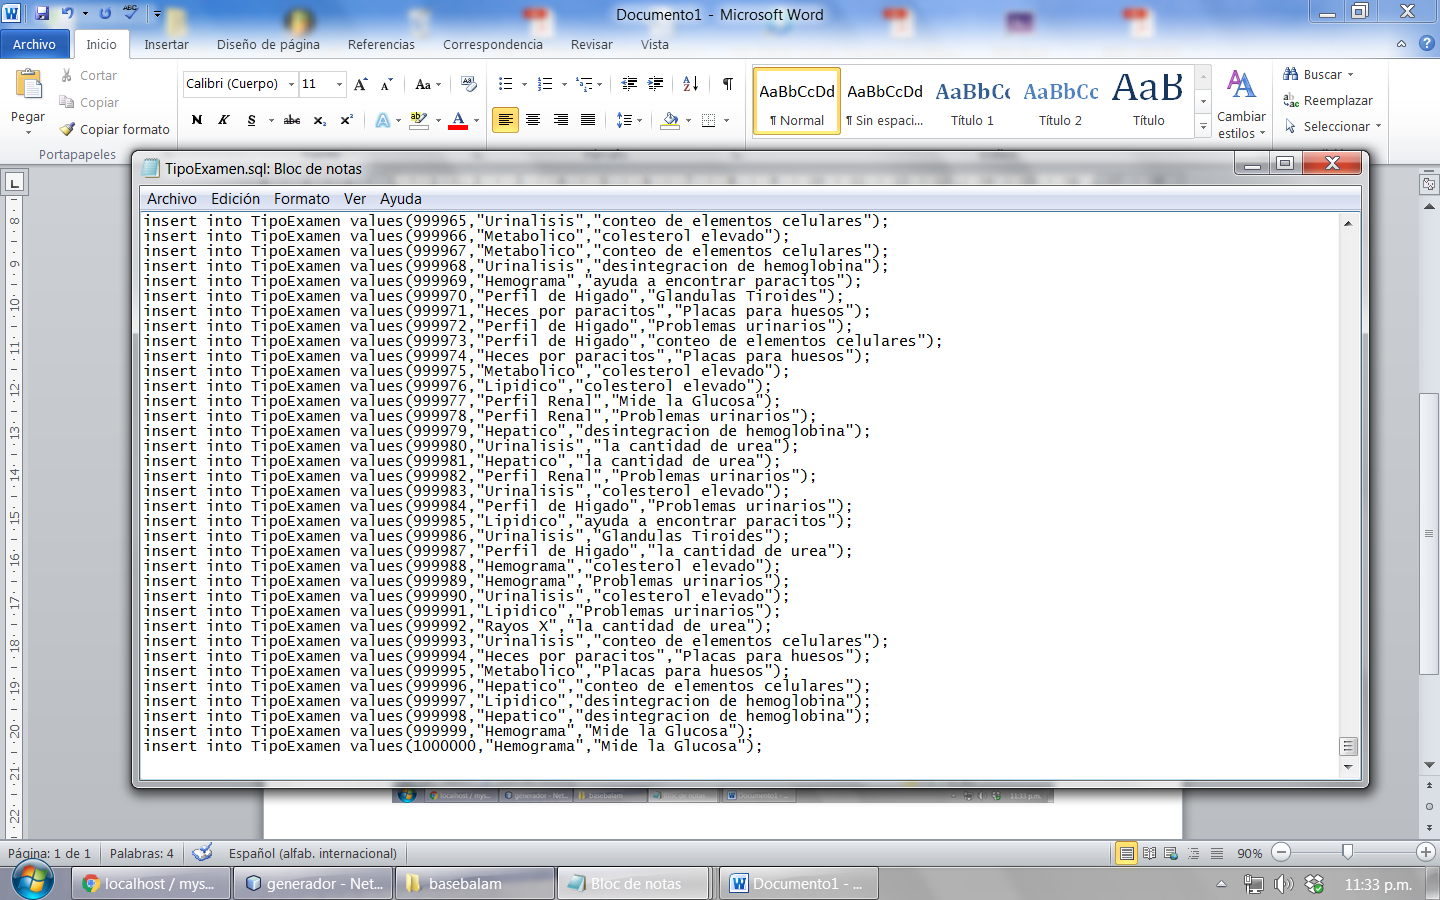 Documento1 - Microsoft Word
Archivo Inicio Insertar Diseño de página Referencias Correspondencia Revisar Vista
Pegar
Cortar
Copiar
Copiar formato
Portapapeles
Calibri (Cuerpo) 11
AaBbCcDd AaBbCcDd AaBbCc AaBbCc AaB
¶ Normal ¶ Sin espaci... Título 1 Título 2 Título
Cambiar estilos
Buscar
Reemplazar
Seleccionar
TipoExamen.sql: Bloc de notas
Archivo Edición Formato Ver Ayuda
insert into TipoExamen values(999965,"Urinalisis","conteo de elementos celulares");
insert into TipoExamen values(999966,"Metabolico","colesterol elevado");
insert into TipoExamen values(999967,"Metabolico","conteo de elementos celulares");
insert into TipoExamen values(999968,"Urinalisis","desintegracion de hemoglobina");
insert into TipoExamen values(999969,"Hemograma","ayuda a encontrar paracitos");
insert into TipoExamen values(999970,"Perfil de Higado","Glandulas Tiroides");
insert into TipoExamen values(999971,"Heces por paracitos","Placas para huesos");
insert into TipoExamen values(999972,"Perfil de Higado","Problemas urinarios");
insert into TipoExamen values(999973,"Perfil de Higado","conteo de elementos celulares");
insert into TipoExamen values(999974,"Heces por paracitos","Placas para huesos");
insert into TipoExamen values(999975,"Metabolico","colesterol elevado");
insert into TipoExamen values(999976,"Lipidico","colesterol elevado");
insert into TipoExamen values(999977,"Perfil Renal","Mide la Glucosa");
insert into TipoExamen values(999978,"Perfil Renal","Problemas urinarios");
insert into TipoExamen values(999979,"Hepatico","desintegracion de hemoglobina");
insert into TipoExamen values(999980,"Urinalisis","la cantidad de urea");
insert into TipoExamen values(999981,"Hepatico","la cantidad de urea");
insert into TipoExamen values(999982,"Perfil Renal","Problemas urinarios");
insert into TipoExamen values(999983,"Urinalisis","colesterol elevado");
insert into TipoExamen values(999984,"Perfil de Higado","Problemas urinarios");
insert into TipoExamen values(999985,"Lipidico","ayuda a encontrar paracitos");
insert into TipoExamen values(999986,"Urinalisis","Glandulas Tiroides");
insert into TipoExamen values(999987,"Perfil de Higado","la cantidad de urea");
insert into TipoExamen values(999988,"Hemograma","colesterol elevado");
insert into TipoExamen values(999989,"Hemograma","Problemas urinarios");
insert into TipoExamen values(999990,"Urinalisis","colesterol elevado");
insert into TipoExamen values(999991,"Lipidico","Problemas urinarios");
insert into TipoExamen values(999992,"Rayos X","la cantidad de urea");
insert into TipoExamen values(999993,"Urinalisis","conteo de elementos celulares");
insert into TipoExamen values(999994,"Heces por paracitos","Placas para huesos");
insert into TipoExamen values(999995,"Metabolico","Placas para huesos");
insert into TipoExamen values(999996,"Hepatico","conteo de elementos celulares");
insert into TipoExamen values(999997,"Lipidico","desintegracion de hemoglobina");
insert into TipoExamen values(999998,"Hepatico","desintegracion de hemoglobina");
insert into TipoExamen values(999999,"Hemograma","Mide la Glucosa");
insert into TipoExamen values(1000000,"Hemograma","Mide la Glucosa");
Página: 1 de 1 Palabras: 4 Español (alfab. internacional) 90%
localhost / mys... generador - Net... basebalam Bloc de notas Documento1 - ... 11:33 p.m.